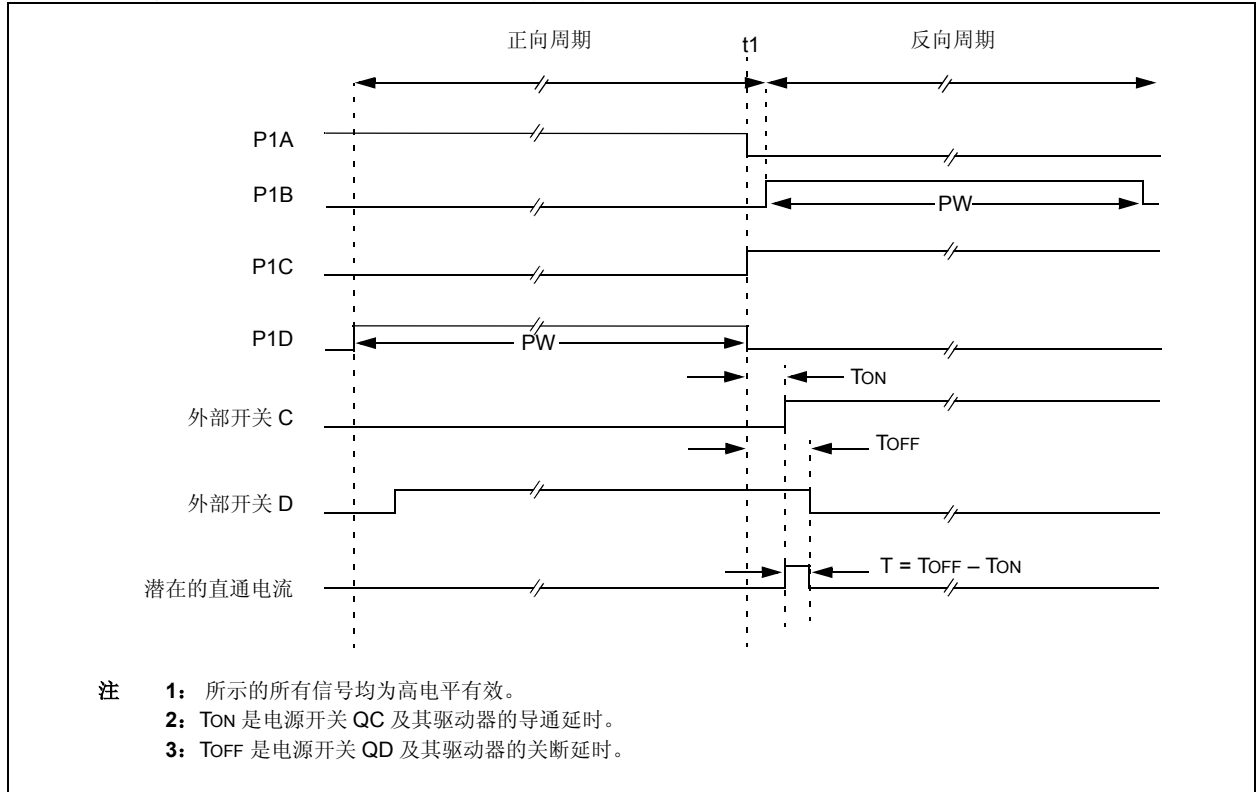 正向周期
t1
反向周期
P1A
P1B
PW
P1C
P1D
PW
TON
外部开关 C
TOFF
外部开关 D
T = TOFF – TON
潜在的直通电流
注 1： 所示的所有信号均为高电平有效。
2： TON 是电源开关 QC 及其驱动器的导通延时。
3： TOFF 是电源开关 QD 及其驱动器的关断延时。